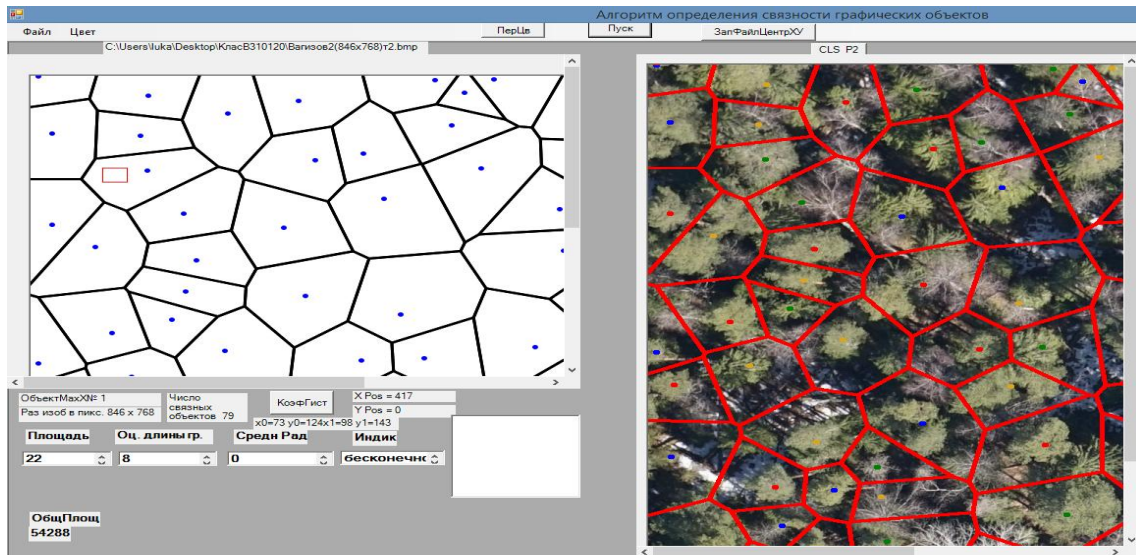 Алгоритм определения связности графических объектов
Файл Цвет
ПерЦв
Пуск
ЗапФайлЦентрХУ
C:\Users\luka\Desktop\КласВ310120\Вагизов2(846x768)т2.bmp
CLS P2
ОбъектМахХ№ 1
Раз изоб в пикс. 846 x 768
Число
связных
объектов 79
КоэфГист
X Pos = 417
Y Pos = 0
x0=73 y0=124x1=98 y1=143
Площадь
Оц. длины гр.
Средн Рад
Индик
22
8
0
бесконечно
ОбщПлощ
54288